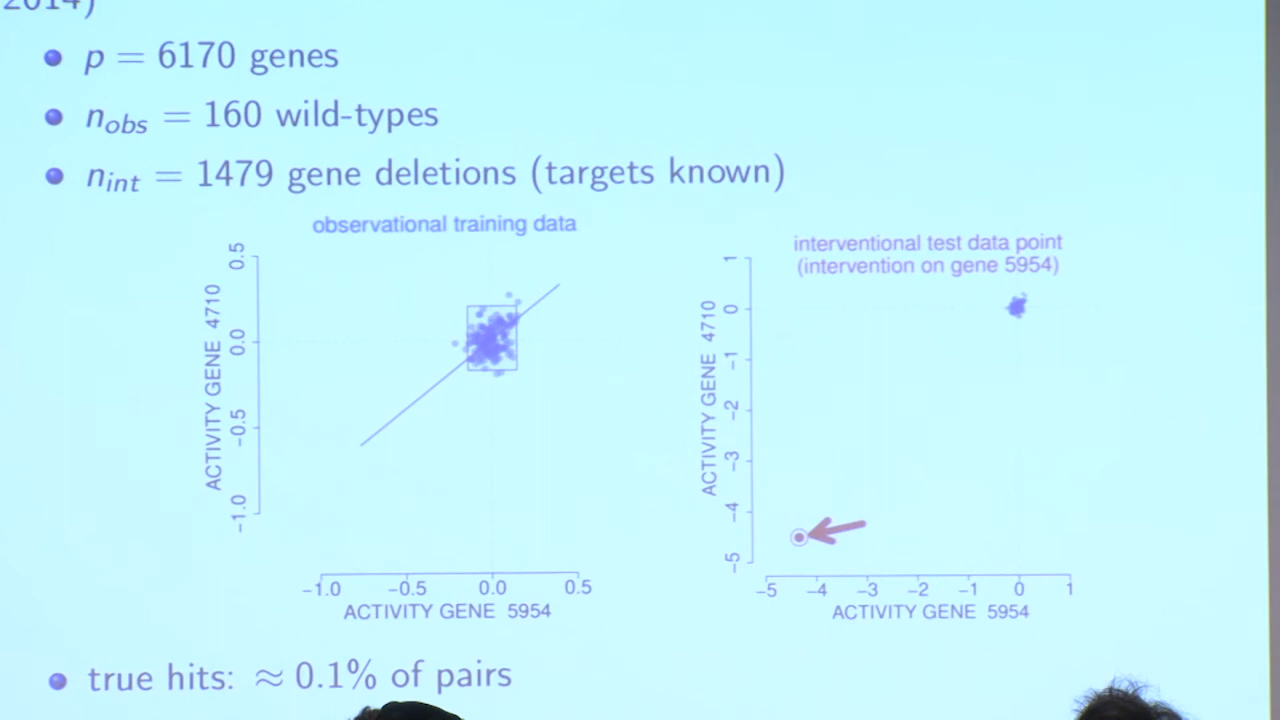 2014)
p = 6170 genes
n_obs = 160 wild-types
n_int = 1479 gene deletions (targets known)
observational training data
0.5
0.0
−0.5
−1.0
ACTIVITY GENE 4710
−1.0 −0.5 0.0 0.5
ACTIVITY GENE 5954
interventional test data point
(intervention on gene 5954)
1
0
−1
−2
−3
−4
−5
ACTIVITY GENE 4710
−5 −4 −3 −2 −1 0 1
ACTIVITY GENE 5954
true hits: ≈ 0.1% of pairs